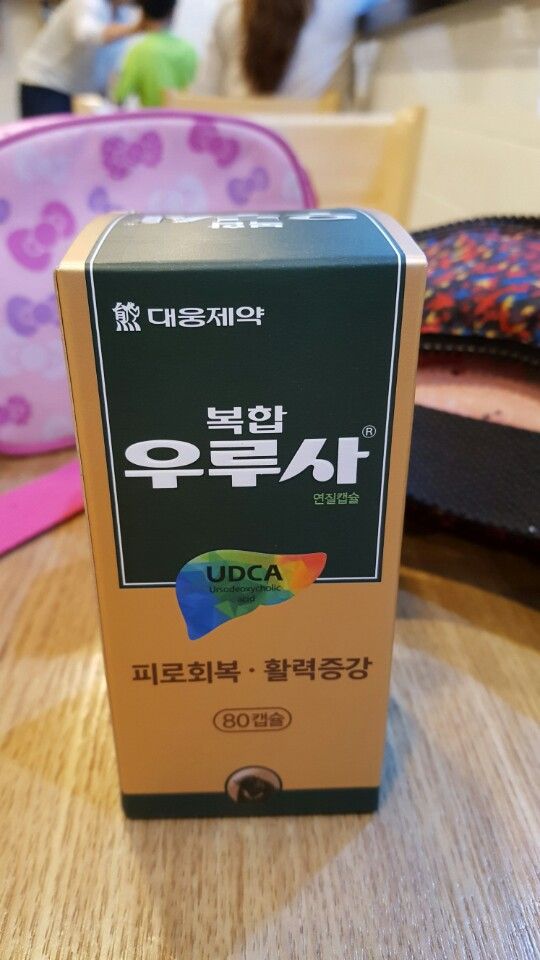 대웅제약
복합
우루사®
연질캡슐
UDCA
Ursodeoxycholic
acid
피로회복 · 활력증강
80캡슐